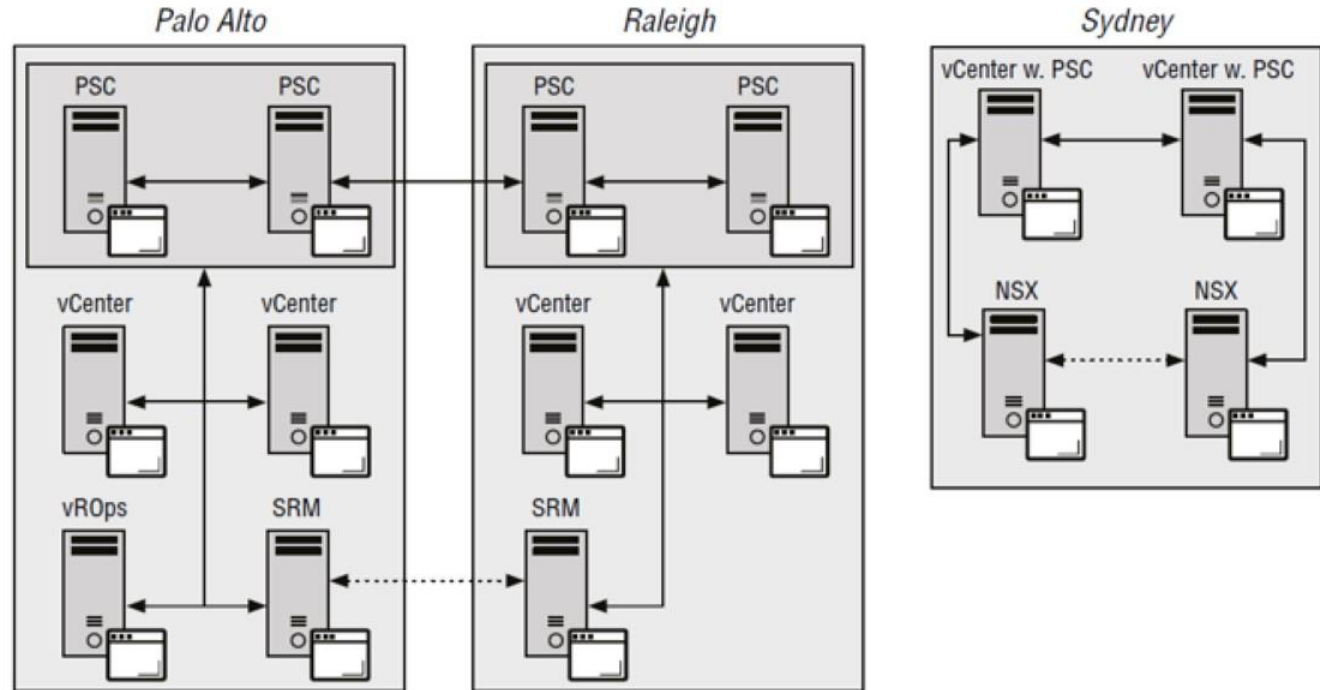 Palo Alto Raleigh Sydney
PSC PSC PSC PSC vCenter w. PSC vCenter w. PSC
vCenter vCenter vCenter vCenter NSX NSX
vROps SRM SRM